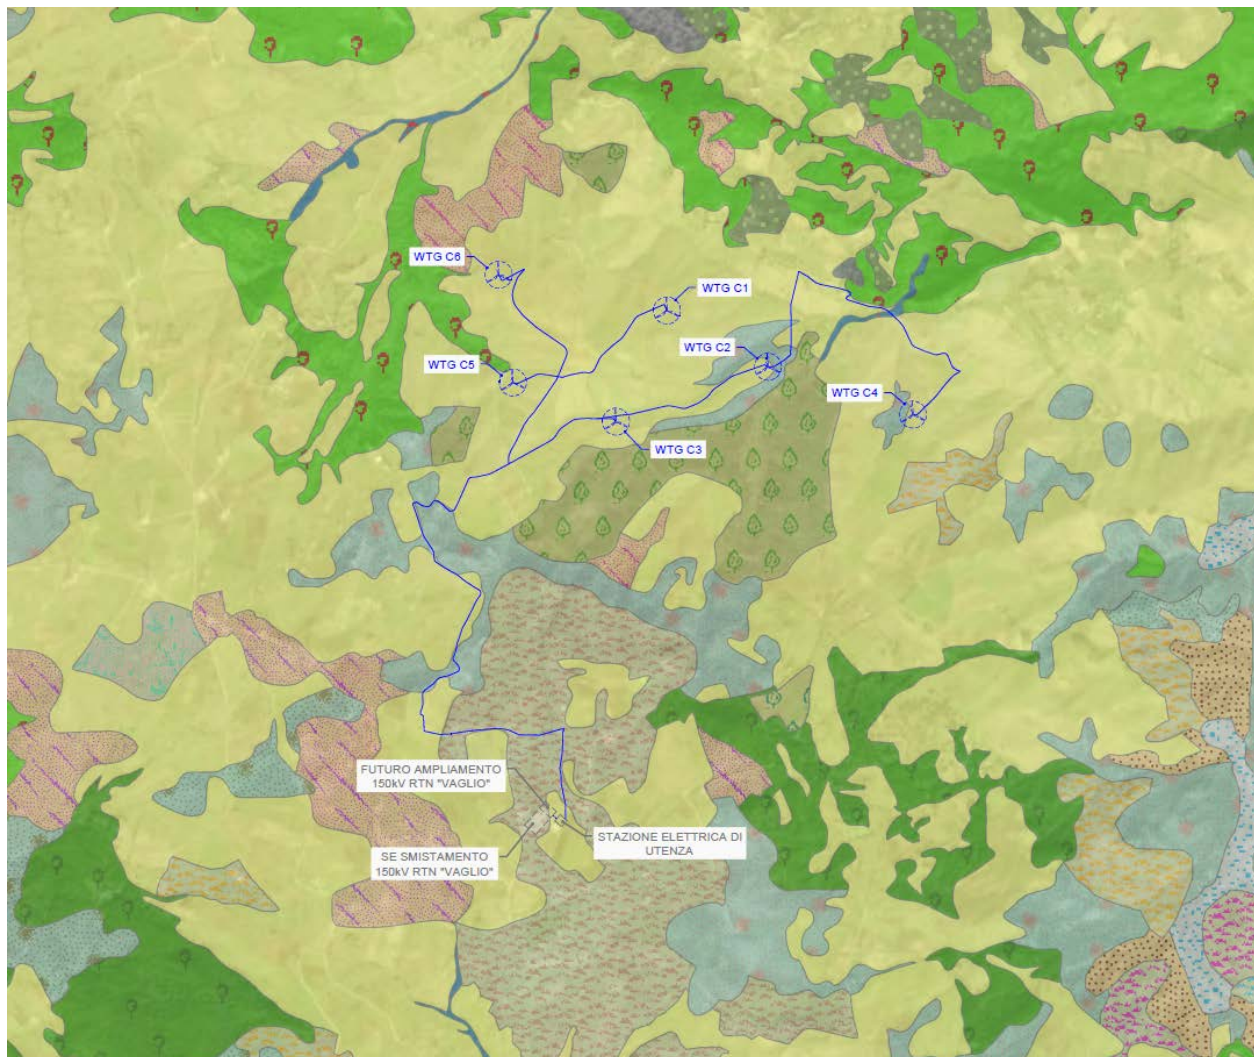 WTG C6
WTG C1
WTG C2
WTG C5
WTG C4
WTG C3
FUTURO AMPLIAMENTO
150kV RTN "VAGLIO"
STAZIONE ELETTRICA DI
UTENZA
SE SMISTAMENTO
150kV RTN "VAGLIO"